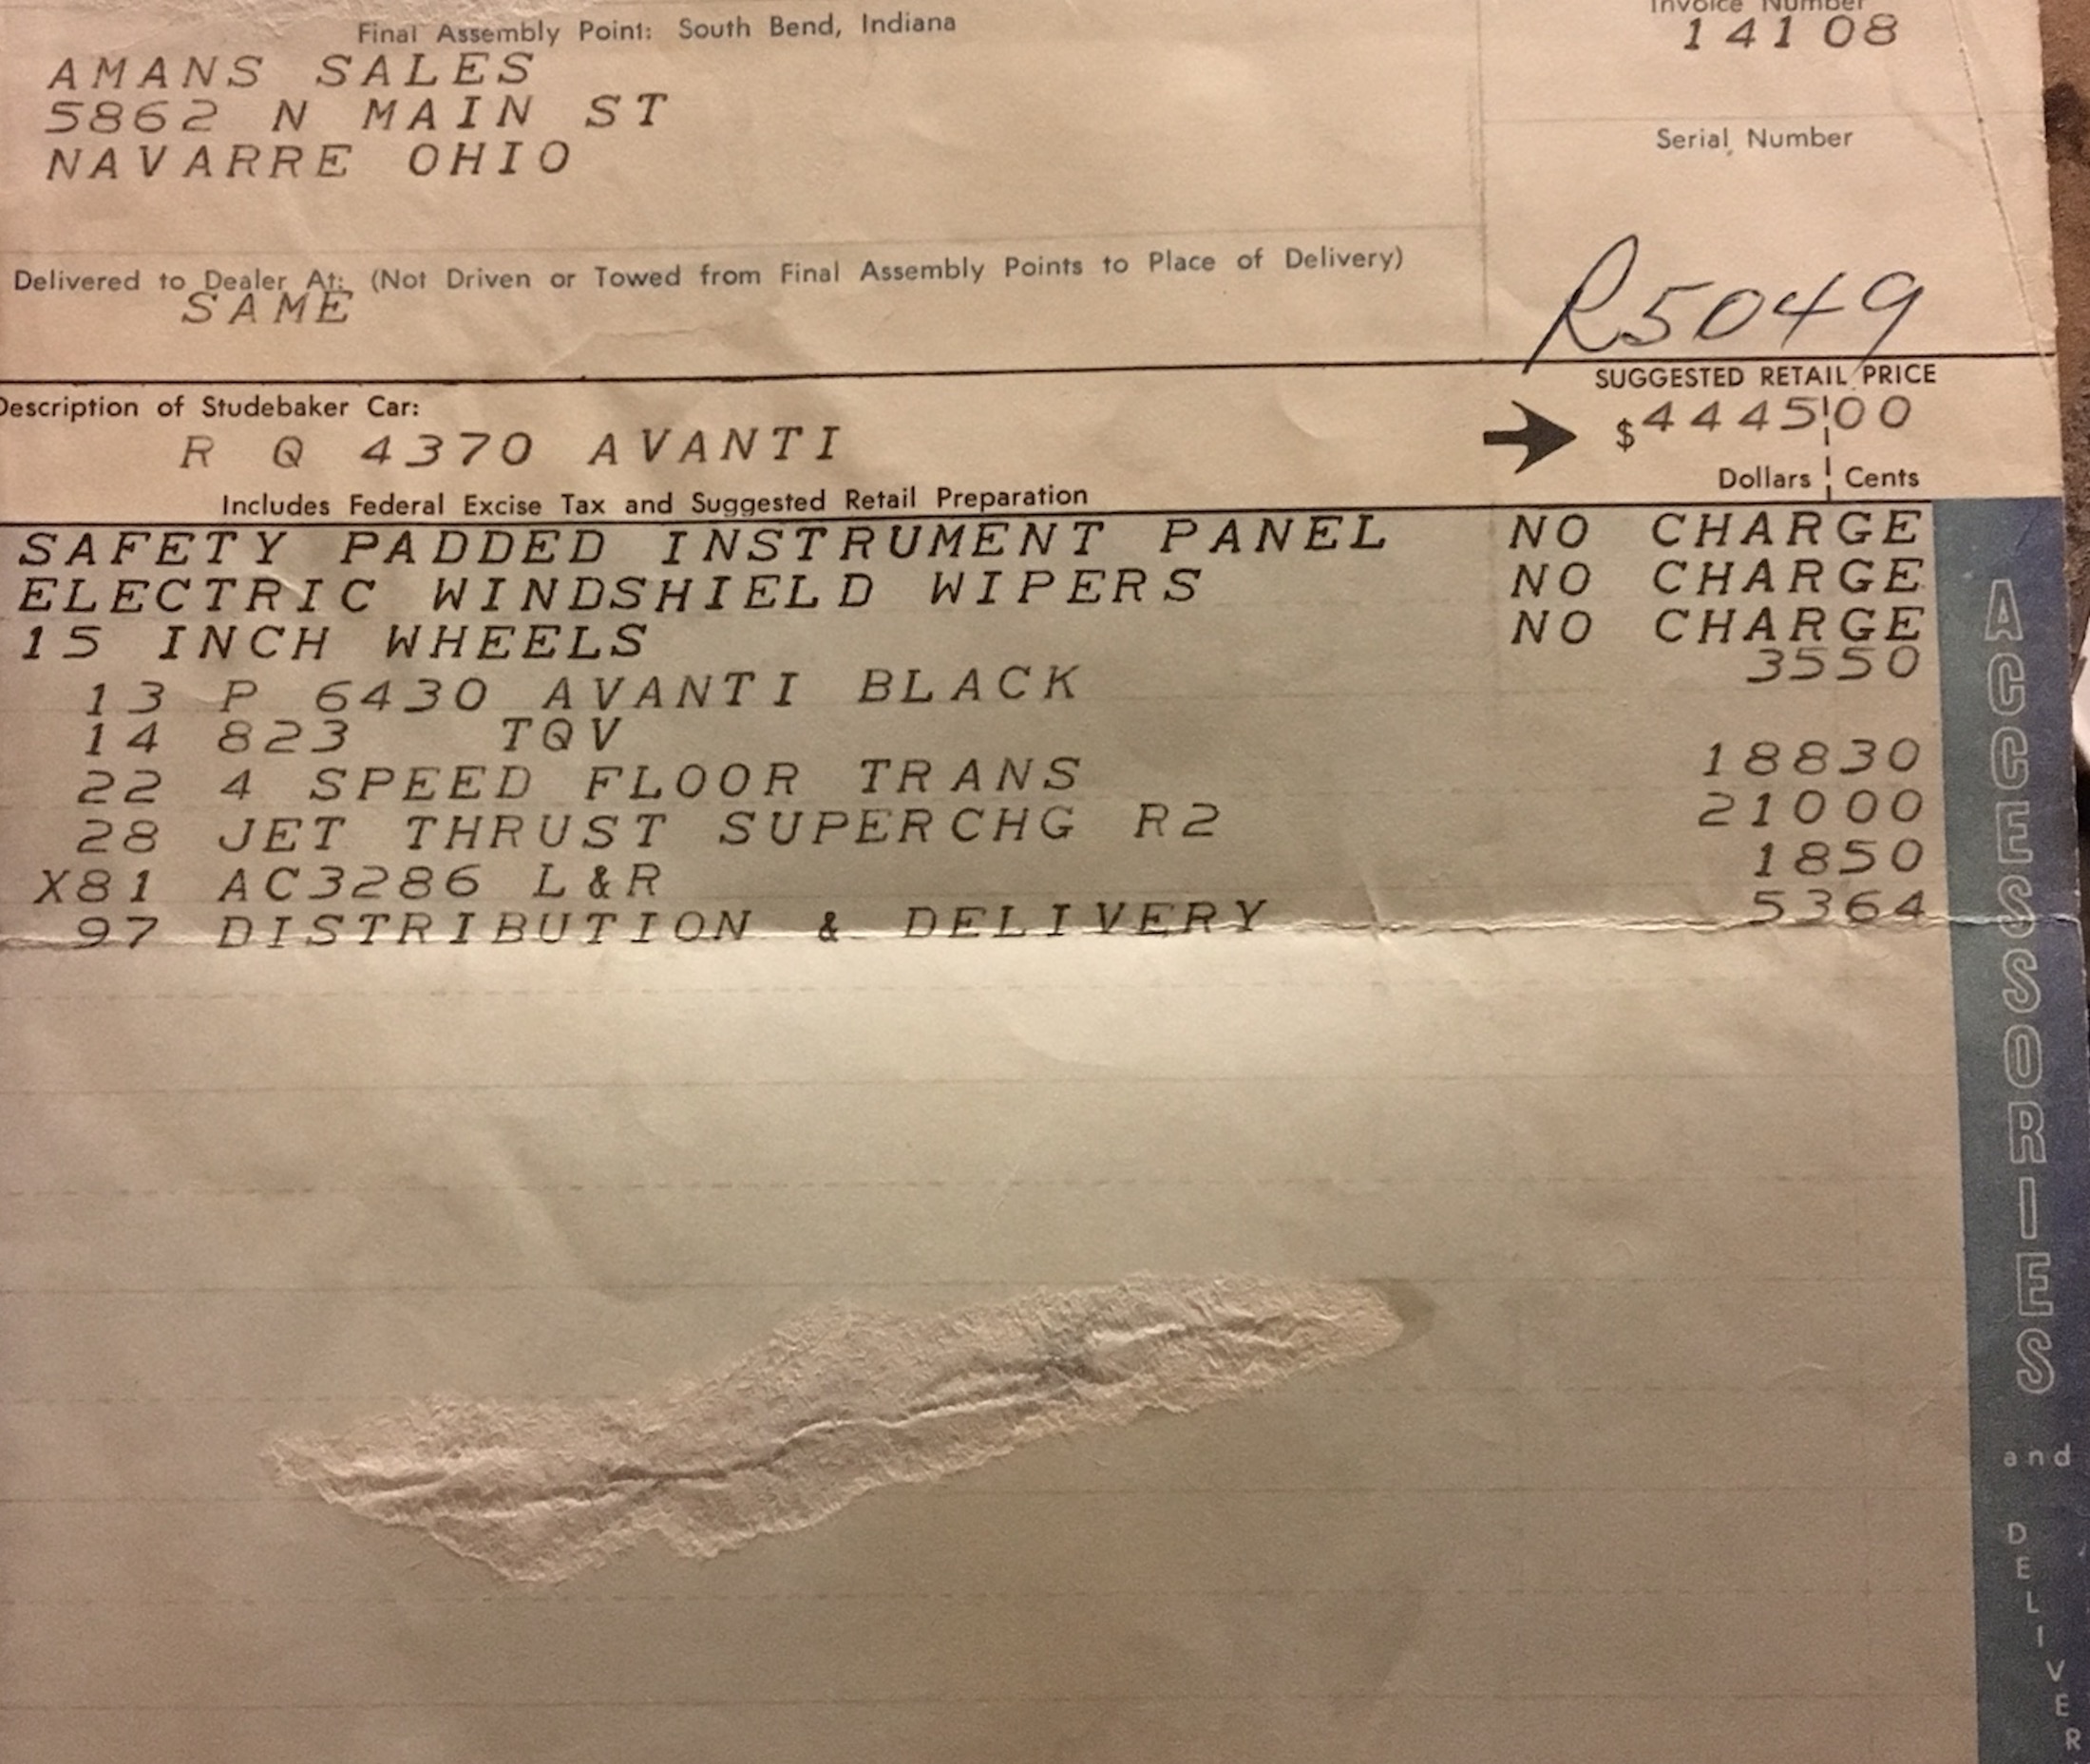 Final Assembly Point: South Bend, Indiana
Invoice Number
14108
AMANS SALES
5862 N MAIN ST
NAVARRE OHIO
Serial Number
Delivered to Dealer At: (Not Driven or Towed from Final Assembly Points to Place of Delivery)
SAME
R5049
SUGGESTED RETAIL PRICE
Description of Studebaker Car:
$4445 00
R Q 4370 AVANTI
Dollars Cents
Includes Federal Excise Tax and Suggested Retail Preparation
SAFETY PADDED INSTRUMENT PANEL NO CHARGE
ELECTRIC WINDSHIELD WIPERS NO CHARGE
15 INCH WHEELS NO CHARGE
13 P 6430 AVANTI BLACK 3550
14 823 TQV
22 4 SPEED FLOOR TRANS 18830
28 JET THRUST SUPERCHG R2 21000
X81 AC3286 L&R 1850
97 DISTRIBUTION & DELIVERY 5364
ACCESSORIES
and
DELIVER